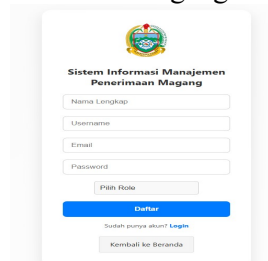 Sistem Informasi Manajemen
Penerimaan Magang
Nama Lengkap
Username
Email
Password
Pilih Role
Daftar
Sudah punya akun? Login
Kembali ke Beranda